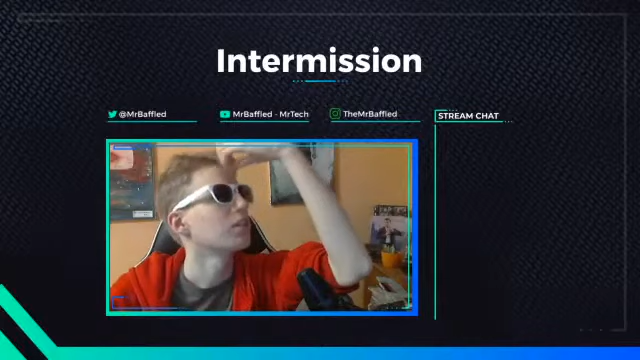 Intermission
@MrBaffled
MrBaffled - MrTech
TheMrBaffled
STREAM CHAT